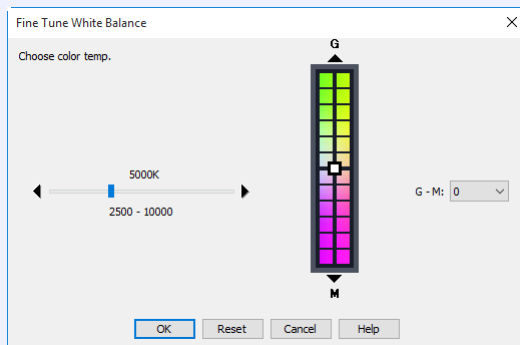 Fine Tune White Balance
Choose color temp.
G
5000K
2500 - 10000
G - M: 0
M
OK Reset Cancel Help